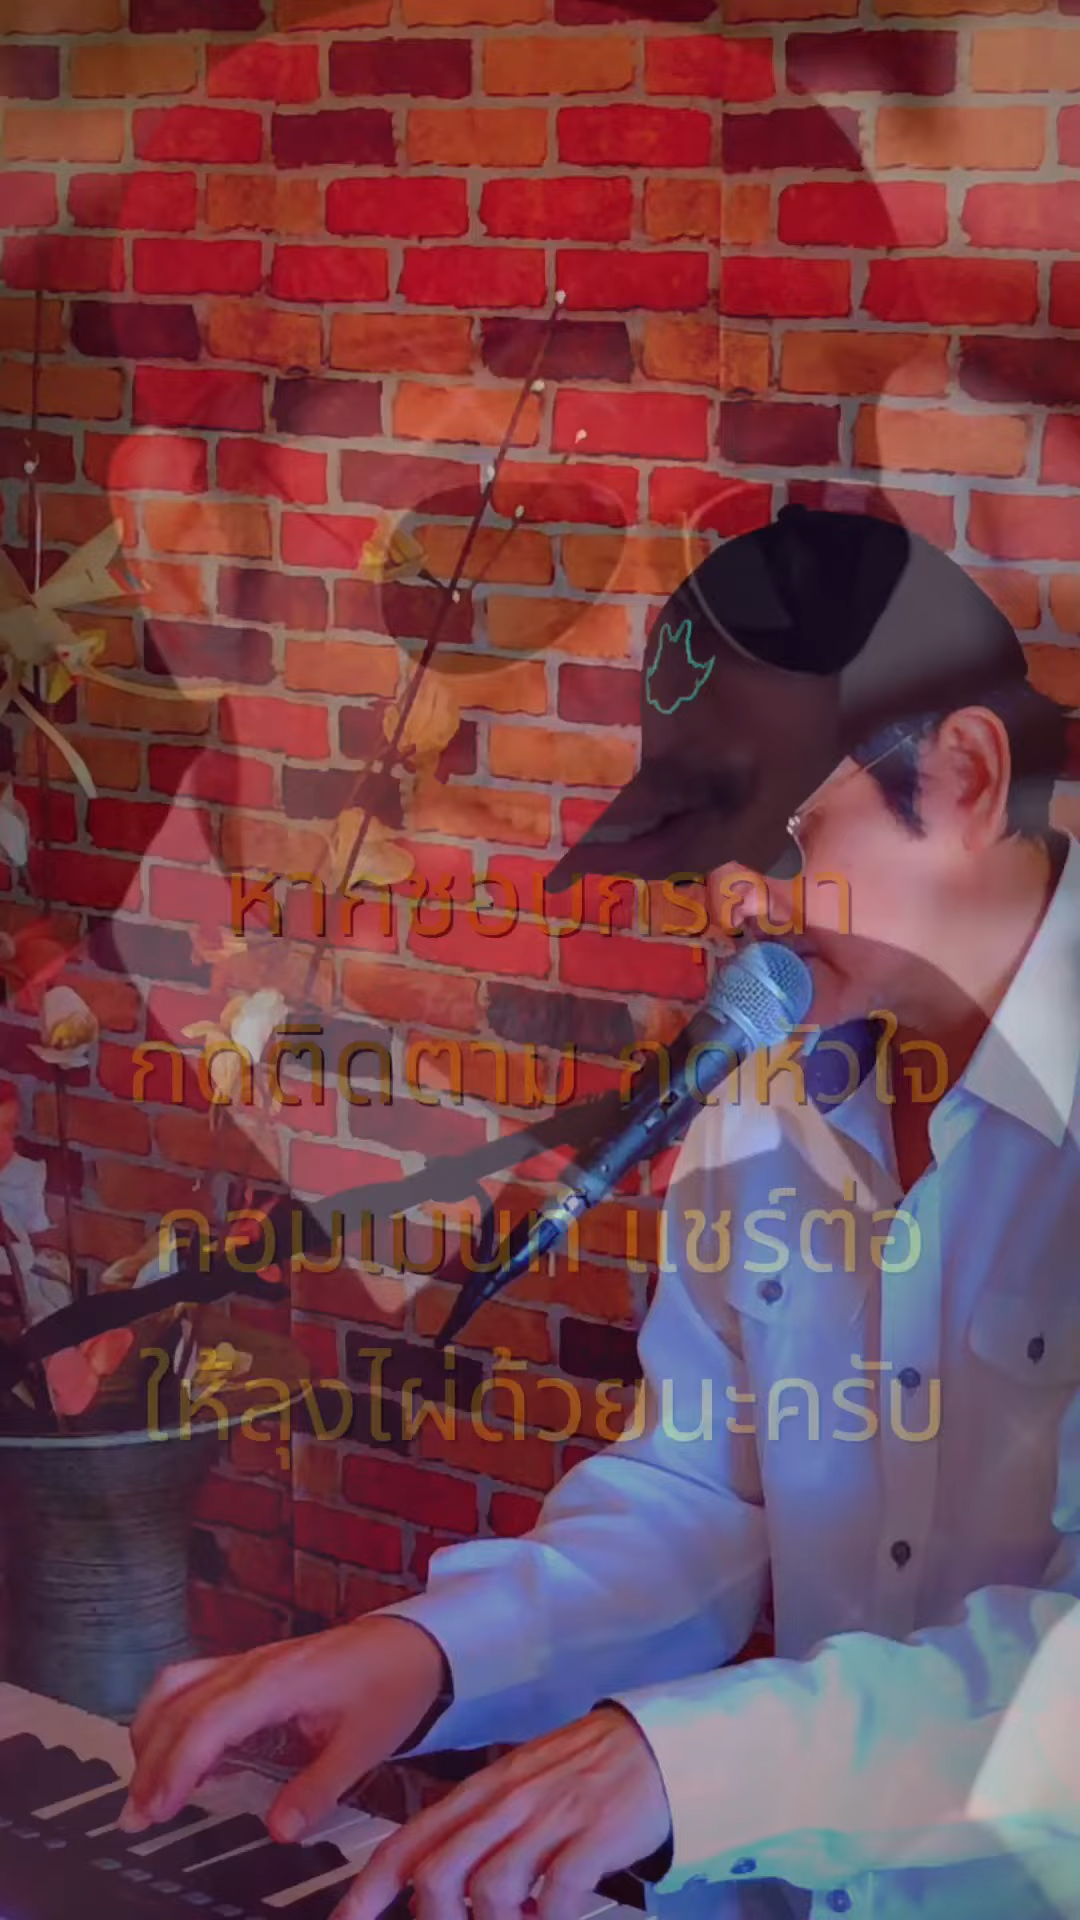 หากชอบกรุณา
กดติดตาม กดหัวใจ
คอมเมนท์ แชร์ต่อ
ให้ลุงไผ่ด้วยนะครับ